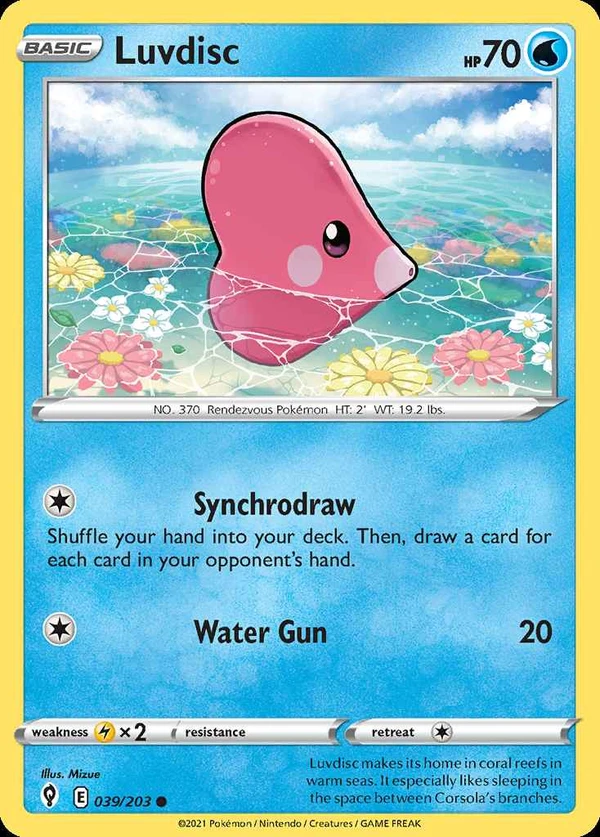 BASIC Luvdisc HP 70
NO. 370 Rendezvous Pokémon HT: 2' WT: 19.2 lbs.
Synchrodraw
Shuffle your hand into your deck. Then, draw a card for
each card in your opponent's hand.
Water Gun 20
weakness ×2 resistance retreat
Illus. Mizue
Luvdisc makes its home in coral reefs in
warm seas. It especially likes sleeping in
the space between Corsola's branches.
E 039/203
©2021 Pokémon / Nintendo / Creatures / GAME FREAK